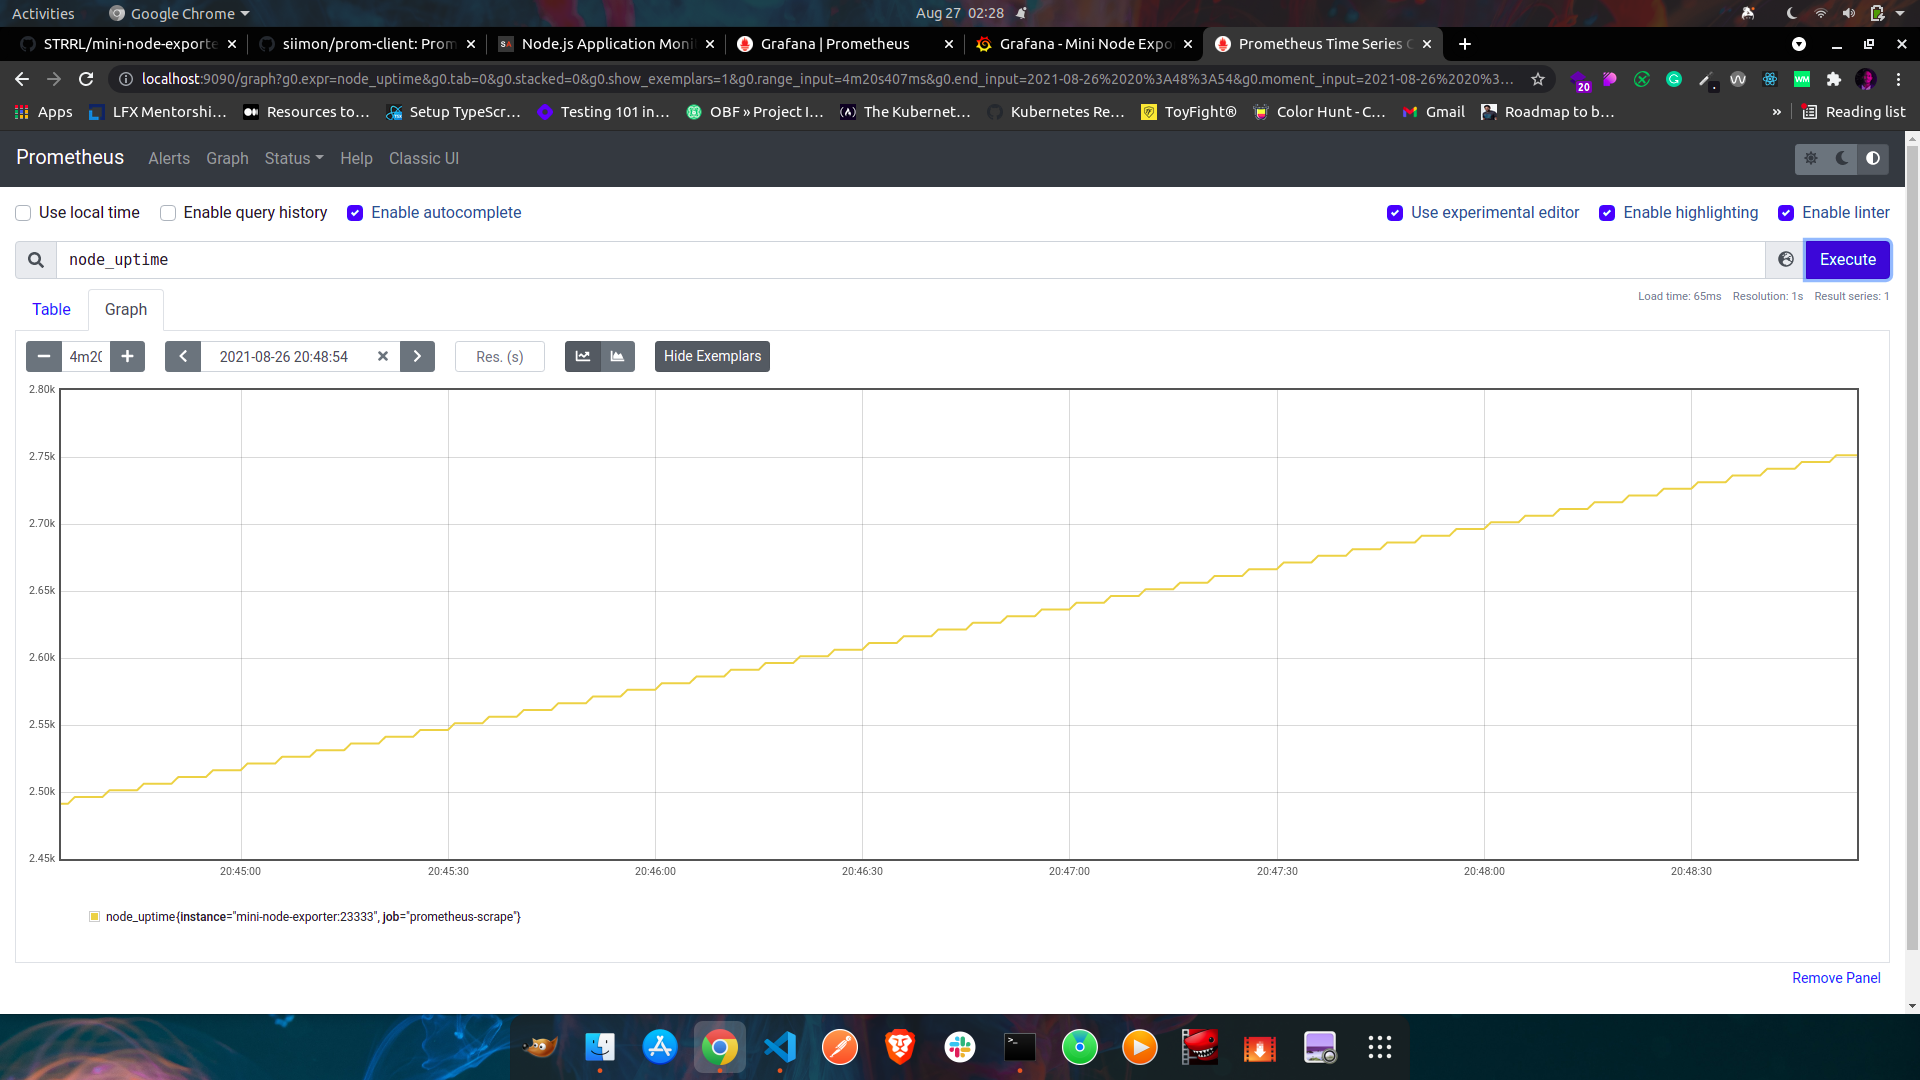 Activities Google Chrome Aug 27 02:28
STRRL/mini-node-exporte siimon/prom-client: Prom Node.js Application Moni Grafana | Prometheus Grafana - Mini Node Expo Prometheus Time Series C
localhost:9090/graph?g0.expr=node_uptime&g0.tab=0&g0.stacked=0&g0.show_exemplars=1&g0.range_input=4m20s407ms&g0.end_input=2021-08-26%2020%3A48%3A54&g0.moment_input=2021-08-26%2020%3... 20
Apps LFX Mentorshi... Resources to... Setup TypeScr... Testing 101 in... OBF » Project I... The Kubernet... Kubernetes Re... ToyFight® Color Hunt - C... Gmail Roadmap to b... » Reading list
Prometheus Alerts Graph Status Help Classic UI
Use local time Enable query history Enable autocomplete Use experimental editor Enable highlighting Enable linter
node_uptime Execute
Table Graph Load time: 65ms Resolution: 1s Result series: 1
4m20 2021-08-26 20:48:54 Res. (s) Hide Exemplars
2.80k
2.75k
2.70k
2.65k
2.60k
2.55k
2.50k
2.45k
20:45:00 20:45:30 20:46:00 20:46:30 20:47:00 20:47:30 20:48:00 20:48:30
node_uptime{instance="mini-node-exporter:23333", job="prometheus-scrape"}
Remove Panel